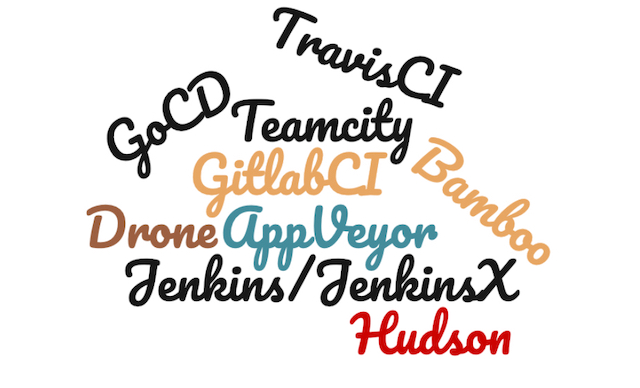 TravisCI
GoCD
Teamcity
GitlabCI
Bamboo
Drone
AppVeyor
Jenkins/JenkinsX
Hudson